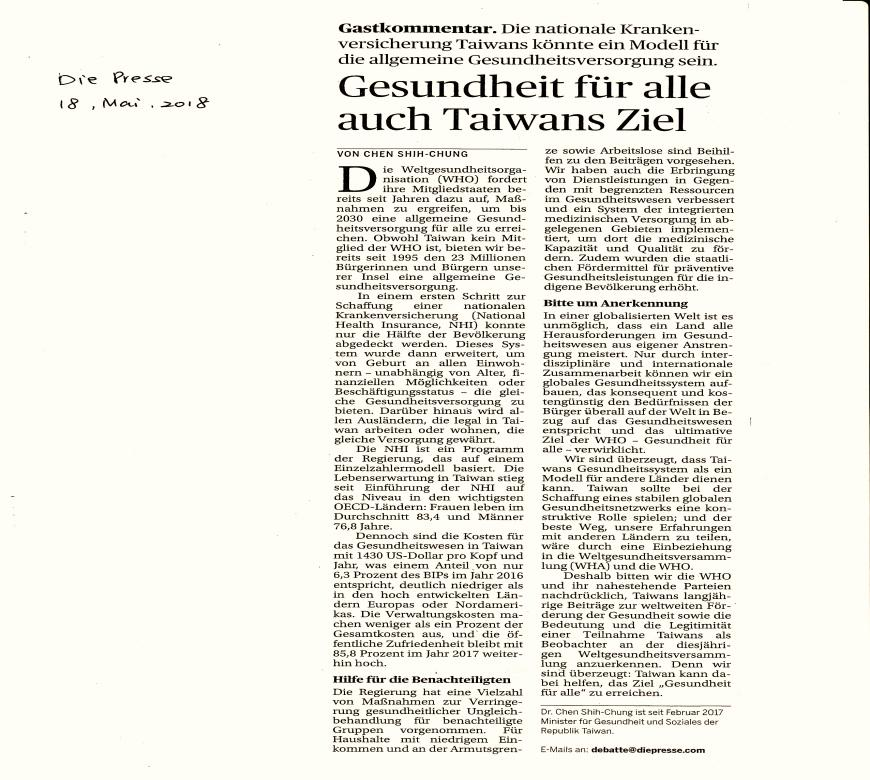 Die Presse
18, Mai. 2018
Gastkommentar. Die nationale Kranken-
versicherung Taiwans könnte ein Modell für
die allgemeine Gesundheitsversorgung sein.
Gesundheit für alle
auch Taiwans Ziel
VON CHEN SHIH-CHUNG
Die Weltgesundheitsorga-
nisation (WHO) fordert
ihre Mitgliedstaaten be-
reits seit Jahren dazu auf, Maß-
nahmen zu ergreifen, um bis
2030 eine allgemeine Gesund-
heitsversorgung für alle zu errei-
chen. Obwohl Taiwan kein Mit-
glied der WHO ist, bieten wir be-
reits seit 1995 den 23 Millionen
Bürgerinnen und Bürgern unse-
rer Insel eine allgemeine Ge-
sundheitsversorgung.
In einem ersten Schritt zur
Schaffung einer nationalen
Krankenversicherung (National
Health Insurance, NHI) konnte
nur die Hälfte der Bevölkerung
abgedeckt werden. Dieses Sys-
tem wurde dann erweitert, um
von Geburt an allen Einwoh-
nern – unabhängig von Alter, fi-
nanziellen Möglichkeiten oder
Beschäftigungsstatus – die glei-
che Gesundheitsversorgung zu
bieten. Darüber hinaus wird al-
len Ausländern, die legal in Tai-
wan arbeiten oder wohnen, die
gleiche Versorgung gewährt.
Die NHI ist ein Programm
der Regierung, das auf einem
Einzelzahlermodell basiert. Die
Lebenserwartung in Taiwan stieg
seit Einführung der NHI auf
das Niveau in den wichtigsten
OECD-Ländern: Frauen leben im
Durchschnitt 83,4 und Männer
76,8 Jahre.
Dennoch sind die Kosten für
das Gesundheitswesen in Taiwan
mit 1430 US-Dollar pro Kopf und
Jahr, was einem Anteil von nur
6,3 Prozent des BIPs im Jahr 2016
entspricht, deutlich niedriger als
in den hoch entwickelten Län-
dern Europas oder Nordameri-
kas. Die Verwaltungskosten ma-
chen weniger als ein Prozent der
Gesamtkosten aus, und die öf-
fentliche Zufriedenheit bleibt mit
85,8 Prozent im Jahr 2017 weiter-
hin hoch.
Hilfe für die Benachteiligten
Die Regierung hat eine Vielzahl
von Maßnahmen zur Verringe-
rung gesundheitlicher Ungleich-
behandlung für benachteiligte
Gruppen vorgenommen. Für
Haushalte mit niedrigem Ein-
kommen und an der Armutsgren-
ze sowie Arbeitslose sind Beihil-
fen zu den Beiträgen vorgesehen.
Wir haben auch die Erbringung
von Dienstleistungen in Gegen-
den mit begrenzten Ressourcen
im Gesundheitswesen verbessert
und ein System der integrierten
medizinischen Versorgung in ab-
gelegenen Gebieten implemen-
tiert, um dort die medizinische
Kapazität und Qualität zu för-
dern. Zudem wurden die staatli-
chen Fördermittel für präventive
Gesundheitsleistungen für die in-
digene Bevölkerung erhöht.
Bitte um Anerkennung
In einer globalisierten Welt ist es
unmöglich, dass ein Land alle
Herausforderungen im Gesund-
heitswesen aus eigener Anstren-
gung meistert. Nur durch inter-
disziplinäre und internationale
Zusammenarbeit können wir ein
globales Gesundheitssystem auf-
bauen, das konsequent und kos-
tengünstig den Bedürfnissen der
Bürger überall auf der Welt in Be-
zug auf das Gesundheitswesen
entspricht und das ultimative
Ziel der WHO – Gesundheit für
alle – verwirklicht.
Wir sind überzeugt, dass Tai-
wans Gesundheitssystem als ein
Modell für andere Länder dienen
kann. Taiwan sollte bei der
Schaffung eines stabilen globalen
Gesundheitsnetzwerks eine kon-
struktive Rolle spielen; und der
beste Weg, unsere Erfahrungen
mit anderen Ländern zu teilen,
wäre durch eine Einbeziehung
in die Weltgesundheitsversamm-
lung (WHA) und die WHO.
Deshalb bitten wir die WHO
und ihr nahestehende Parteien
nachdrücklich, Taiwans langjäh-
rige Beiträge zur weltweiten För-
derung der Gesundheit sowie die
Bedeutung und die Legitimität
einer Teilnahme Taiwans als
Beobachter an der diesjähri-
gen Weltgesundheitsversamm-
lung anzuerkennen. Denn wir
sind überzeugt: Taiwan kann da-
bei helfen, das Ziel „Gesundheit
für alle“ zu erreichen.
Dr. Chen Shih-Chung ist seit Februar 2017
Minister für Gesundheit und Soziales der
Republik Taiwan.
E-Mails an: debatte@diepresse.com